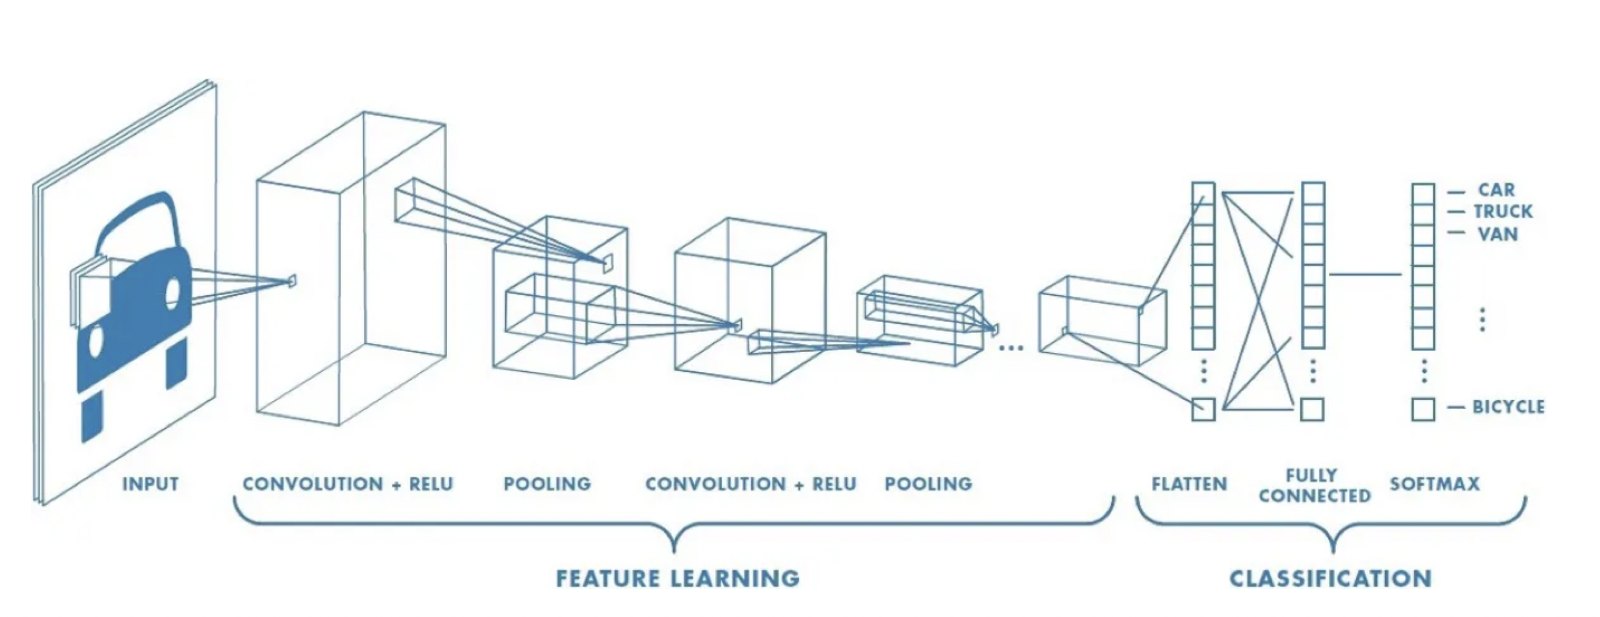 — CAR
— TRUCK
— VAN
...
— BICYCLE
INPUT
CONVOLUTION + RELU
POOLING
CONVOLUTION + RELU
POOLING
FLATTEN
FULLY
CONNECTED
SOFTMAX
FEATURE LEARNING
CLASSIFICATION